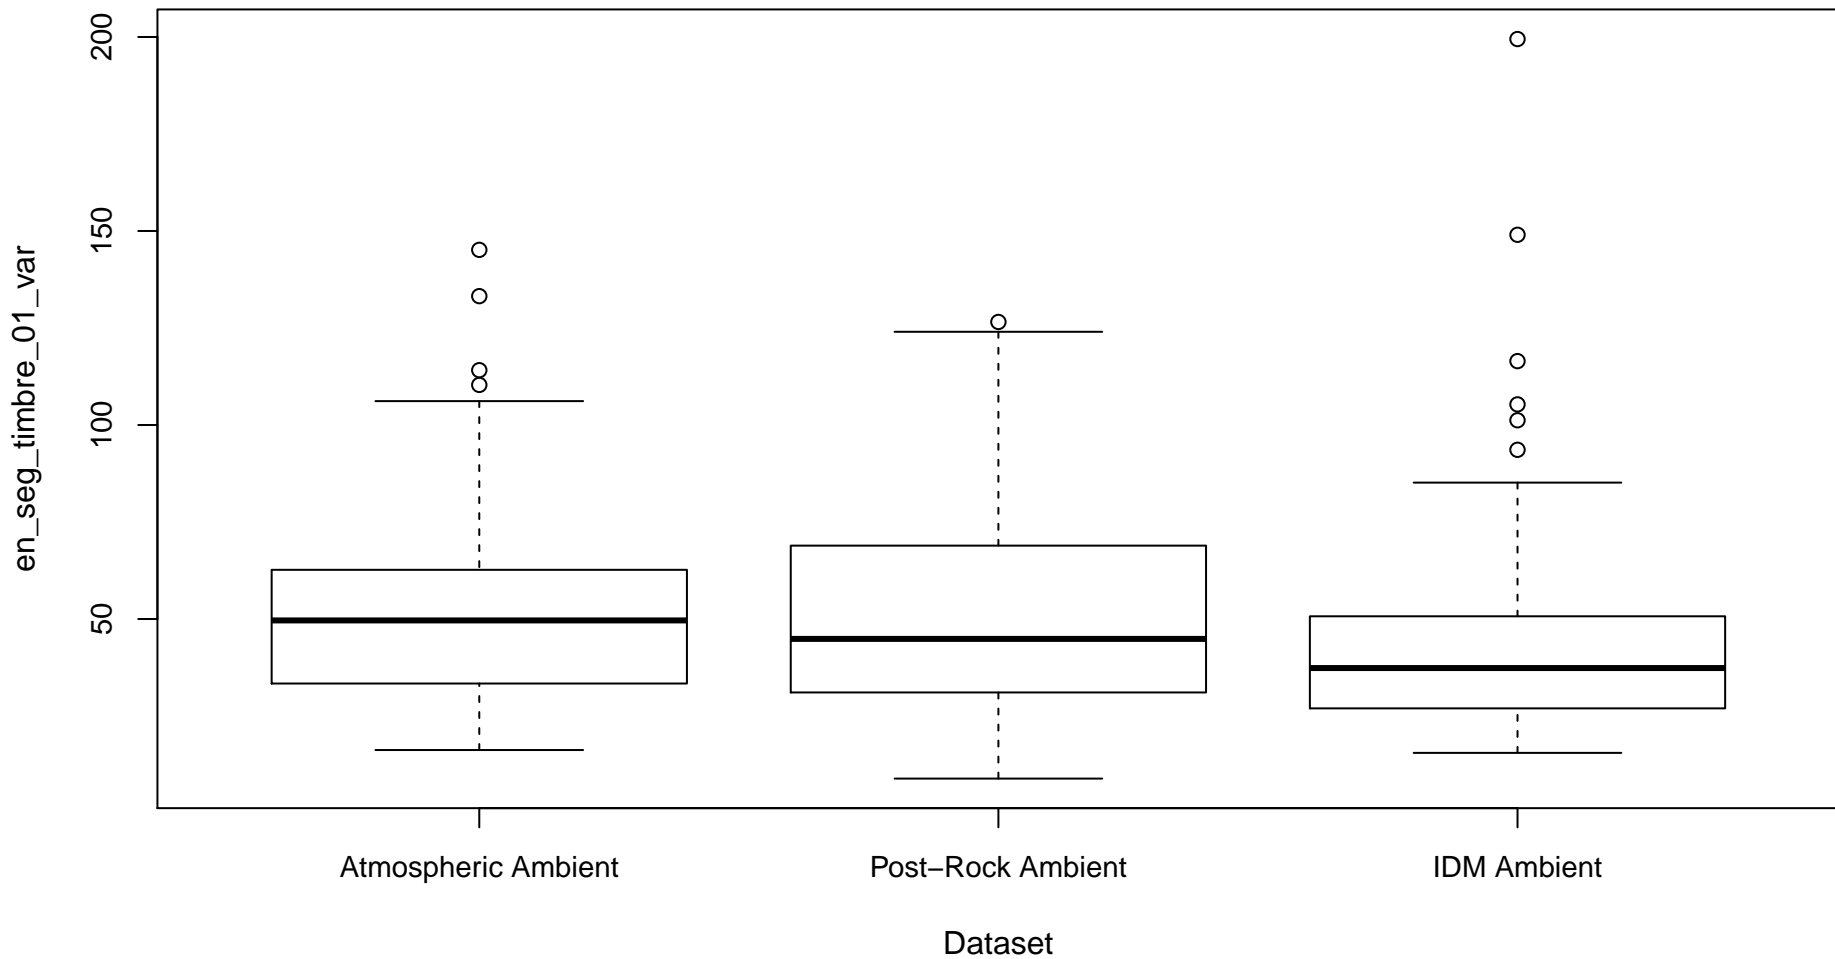 en_seg_timbre_01_var
200
150
100
50
Atmospheric Ambient
Post−Rock Ambient
IDM Ambient
Dataset